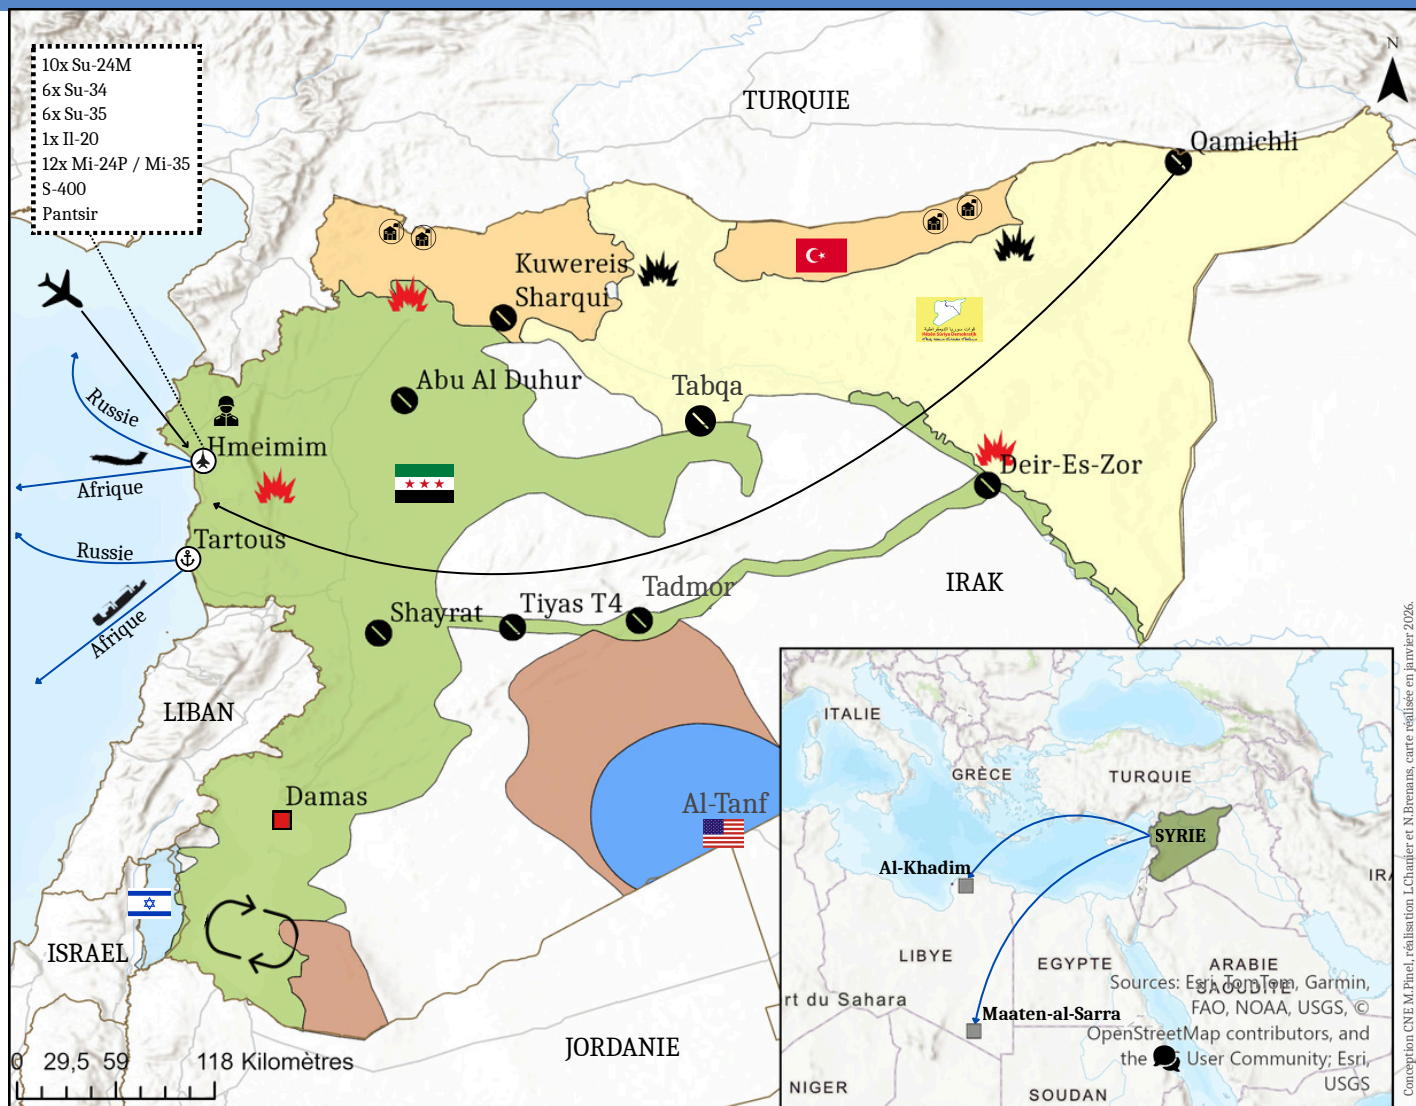 10x Su-24M
6x Su-34
6x Su-35
1x Il-20
12x Mi-24P / Mi-35
S-400
Pantsir
N
TURQUIE
Qamichli
Kuwereis
Sharqui
Abu Al Duhur
Tabqa
Russie
Hmeimim
Afrique
Deir-Es-Zor
Tartous
Russie
Afrique
IRAK
Tadmor
Tiyas T4
Shayrat
LIBAN
Damas
Al-Tanf
ISRAEL
JORDANIE
0 29,5 59 118 Kilomètres
ITALIE
GRÈCE
TURQUIE
SYRIE
Al-Khadim
LIBYE
EGYPTE
ARABIE
SAOUDITE
rt du Sahara
Maaten-al-Sarra
NIGER
SOUDAN
Sources: Esri, TomTom, Garmin,
FAO, NOAA, USGS, ©
OpenStreetMap contributors, and
the User Community; Esri,
USGS
Conception CNE M.Pinel, réalisation L.Chanier et N.Brenans, carte réalisée en janvier 2026.